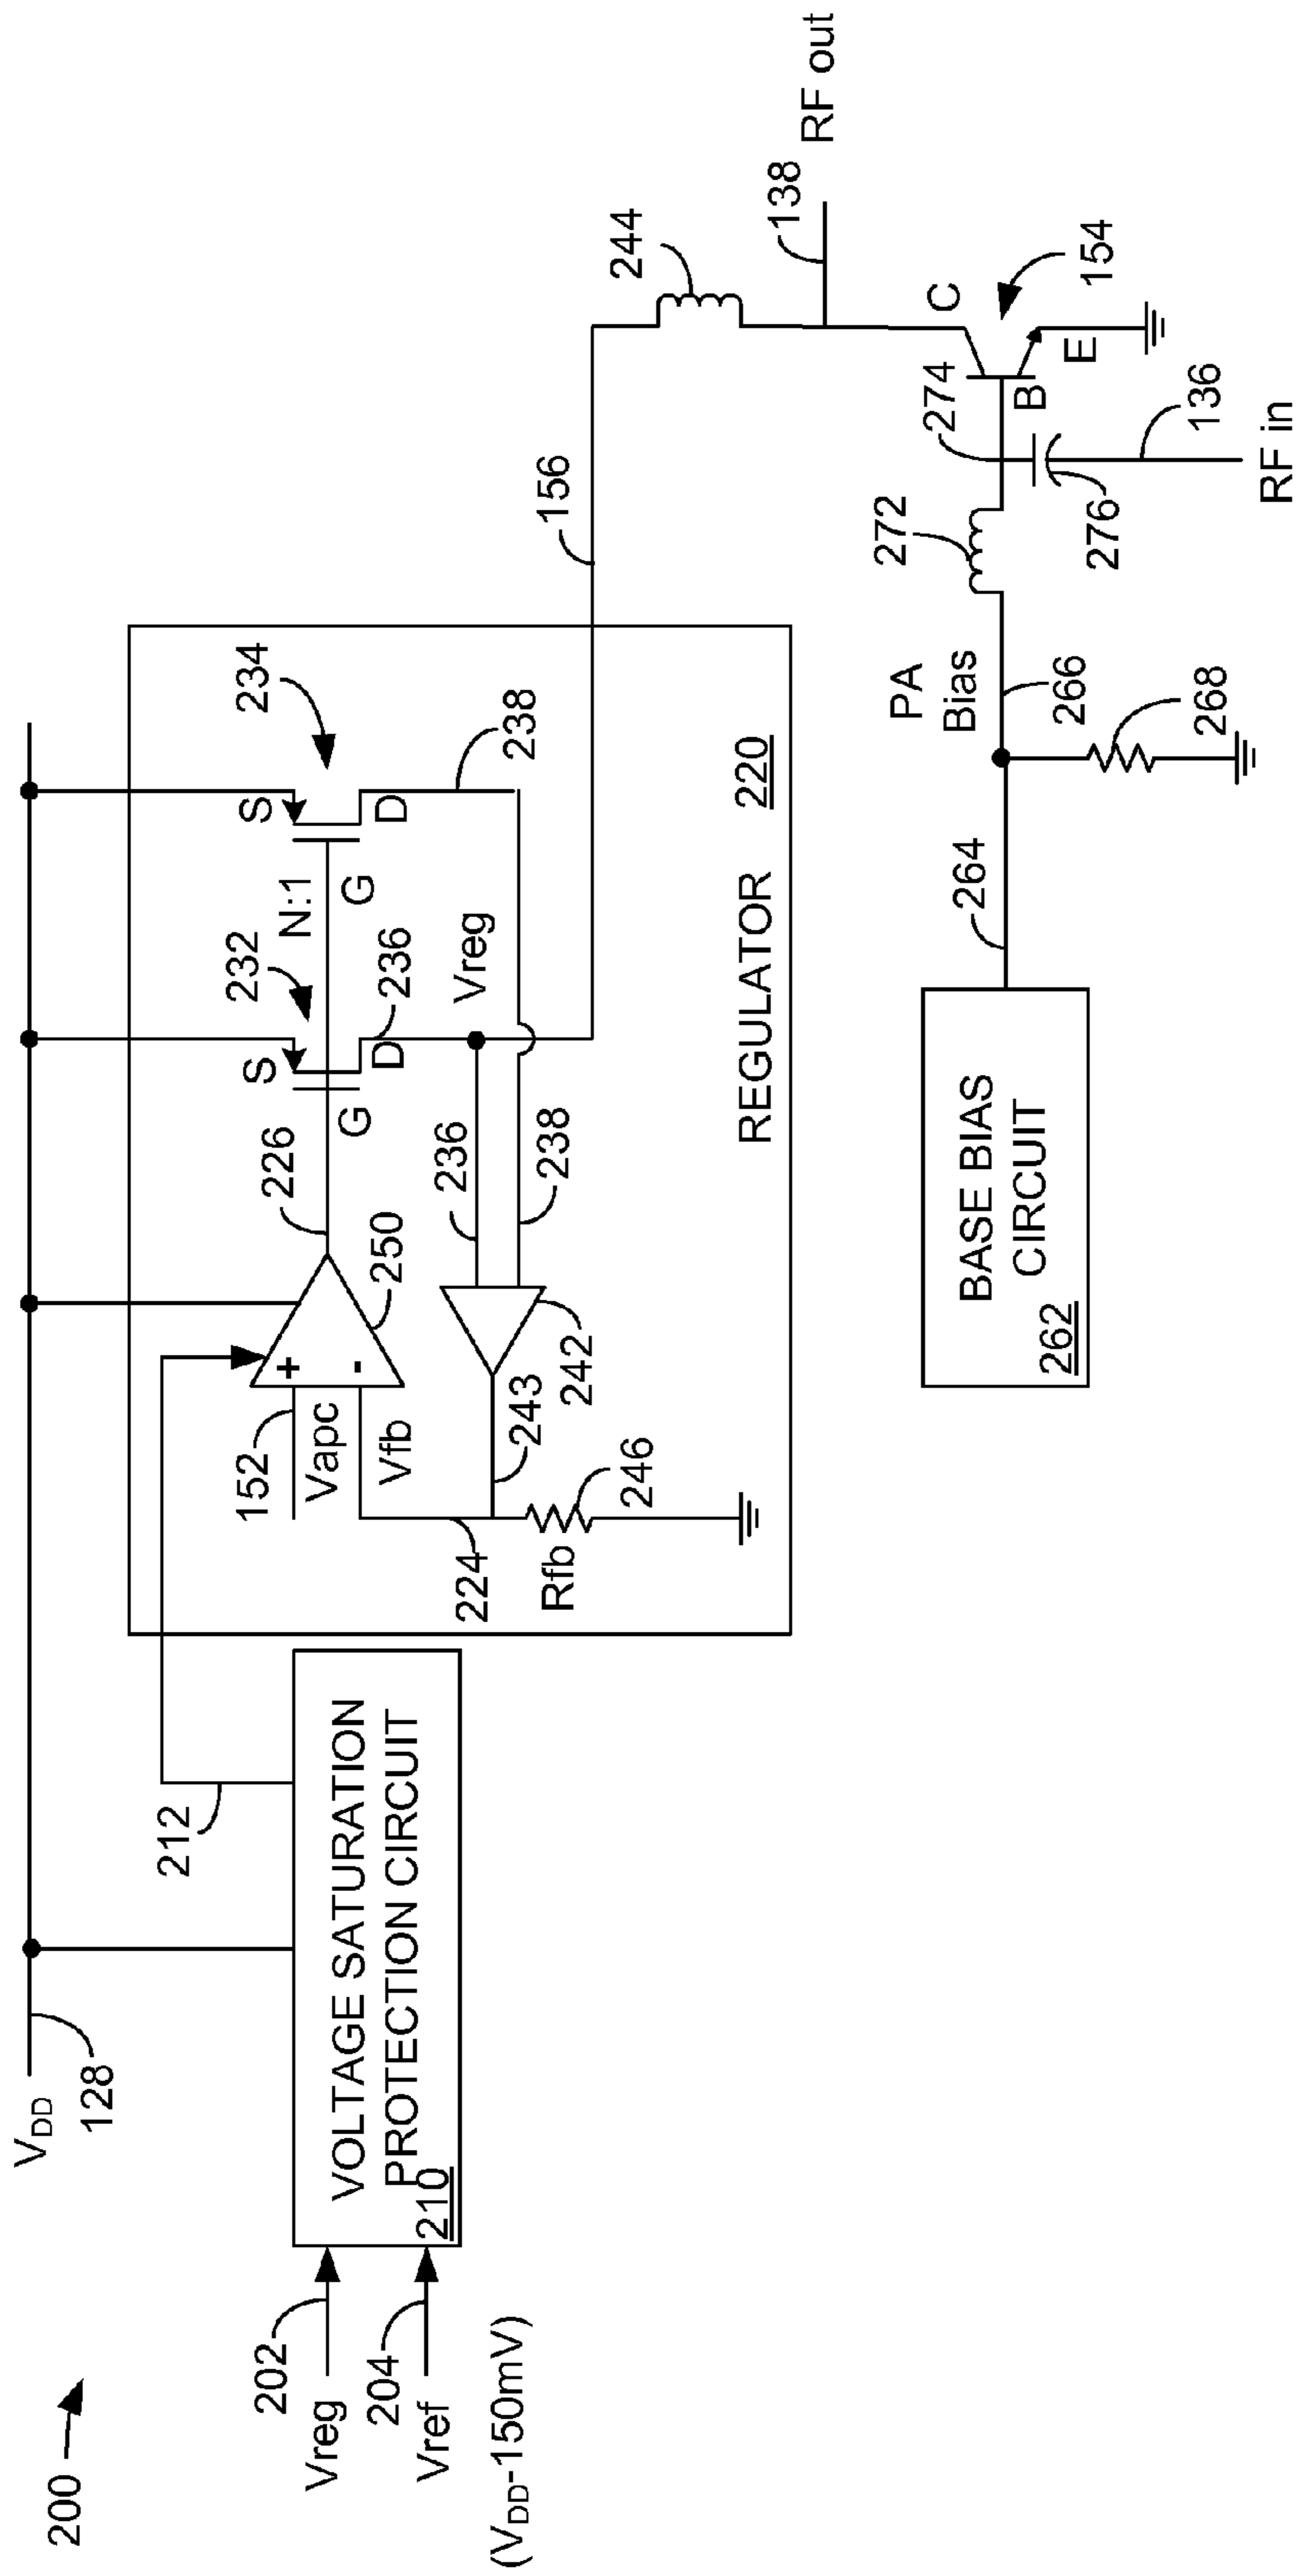 200
V_DD
128
212
202
Vreg
204
Vref
(V_DD-150mV)
VOLTAGE SATURATION
PROTECTION CIRCUIT
210
152
Vapc
+
-
Vfb
224
Rfb
246
243
242
250
226
236
238
232
S
G
D
236
Vreg
N:1
234
S
G
D
238
REGULATOR 220
156
244
138
RF out
BASE BIAS
CIRCUIT
262
264
PA
Bias
266
268
272
274
276
136
RF in
B
C
E
154